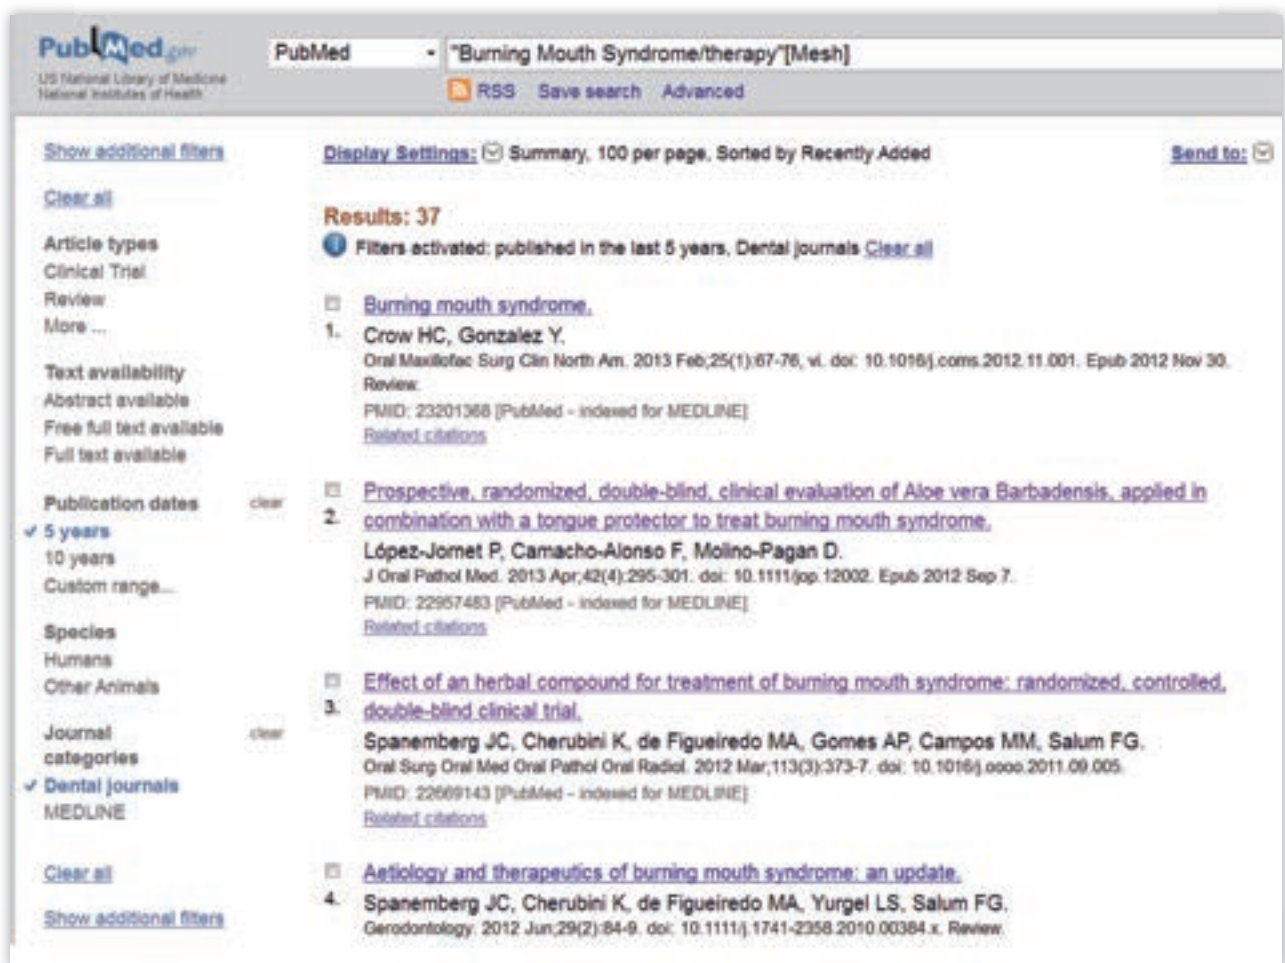 PubMed.gov
US National Library of Medicine
National Institutes of Health
PubMed
"Burning Mouth Syndrome/therapy"[Mesh]
RSS Save search Advanced
Show additional filters
Clear all
Article types
Clinical Trial
Review
More ...
Text availability
Abstract available
Free full text available
Full text available
Publication dates clear
✓ 5 years
10 years
Custom range...
Species
Humans
Other Animals
Journal clear
categories
✓ Dental journals
MEDLINE
Clear all
Show additional filters
Display Settings: Summary, 100 per page, Sorted by Recently Added
Send to:
Results: 37
Filters activated: published in the last 5 years, Dental journals Clear all
Burning mouth syndrome.
1. Crow HC, Gonzalez Y.
Oral Maxillofac Surg Clin North Am. 2013 Feb;25(1):67-76, vi. doi: 10.1016/j.coms.2012.11.001. Epub 2012 Nov 30.
Review.
PMID: 23201368 [PubMed - indexed for MEDLINE]
Related citations
Prospective, randomized, double-blind, clinical evaluation of Aloe vera Barbadensis, applied in
2. combination with a tongue protector to treat burning mouth syndrome.
López-Jornet P, Camacho-Alonso F, Molino-Pagan D.
J Oral Pathol Med. 2013 Apr;42(4):295-301. doi: 10.1111/jop.12002. Epub 2012 Sep 7.
PMID: 22957483 [PubMed - indexed for MEDLINE]
Related citations
Effect of an herbal compound for treatment of burning mouth syndrome: randomized, controlled,
3. double-blind clinical trial.
Spanemberg JC, Cherubini K, de Figueiredo MA, Gomes AP, Campos MM, Salum FG.
Oral Surg Oral Med Oral Pathol Oral Radiol. 2012 Mar;113(3):373-7. doi: 10.1016/j.oooo.2011.09.005.
PMID: 22669143 [PubMed - indexed for MEDLINE]
Related citations
Aetiology and therapeutics of burning mouth syndrome: an update.
4. Spanemberg JC, Cherubini K, de Figueiredo MA, Yurgel LS, Salum FG.
Gerodontology. 2012 Jun;29(2):84-9. doi: 10.1111/j.1741-2358.2010.00384.x. Review.